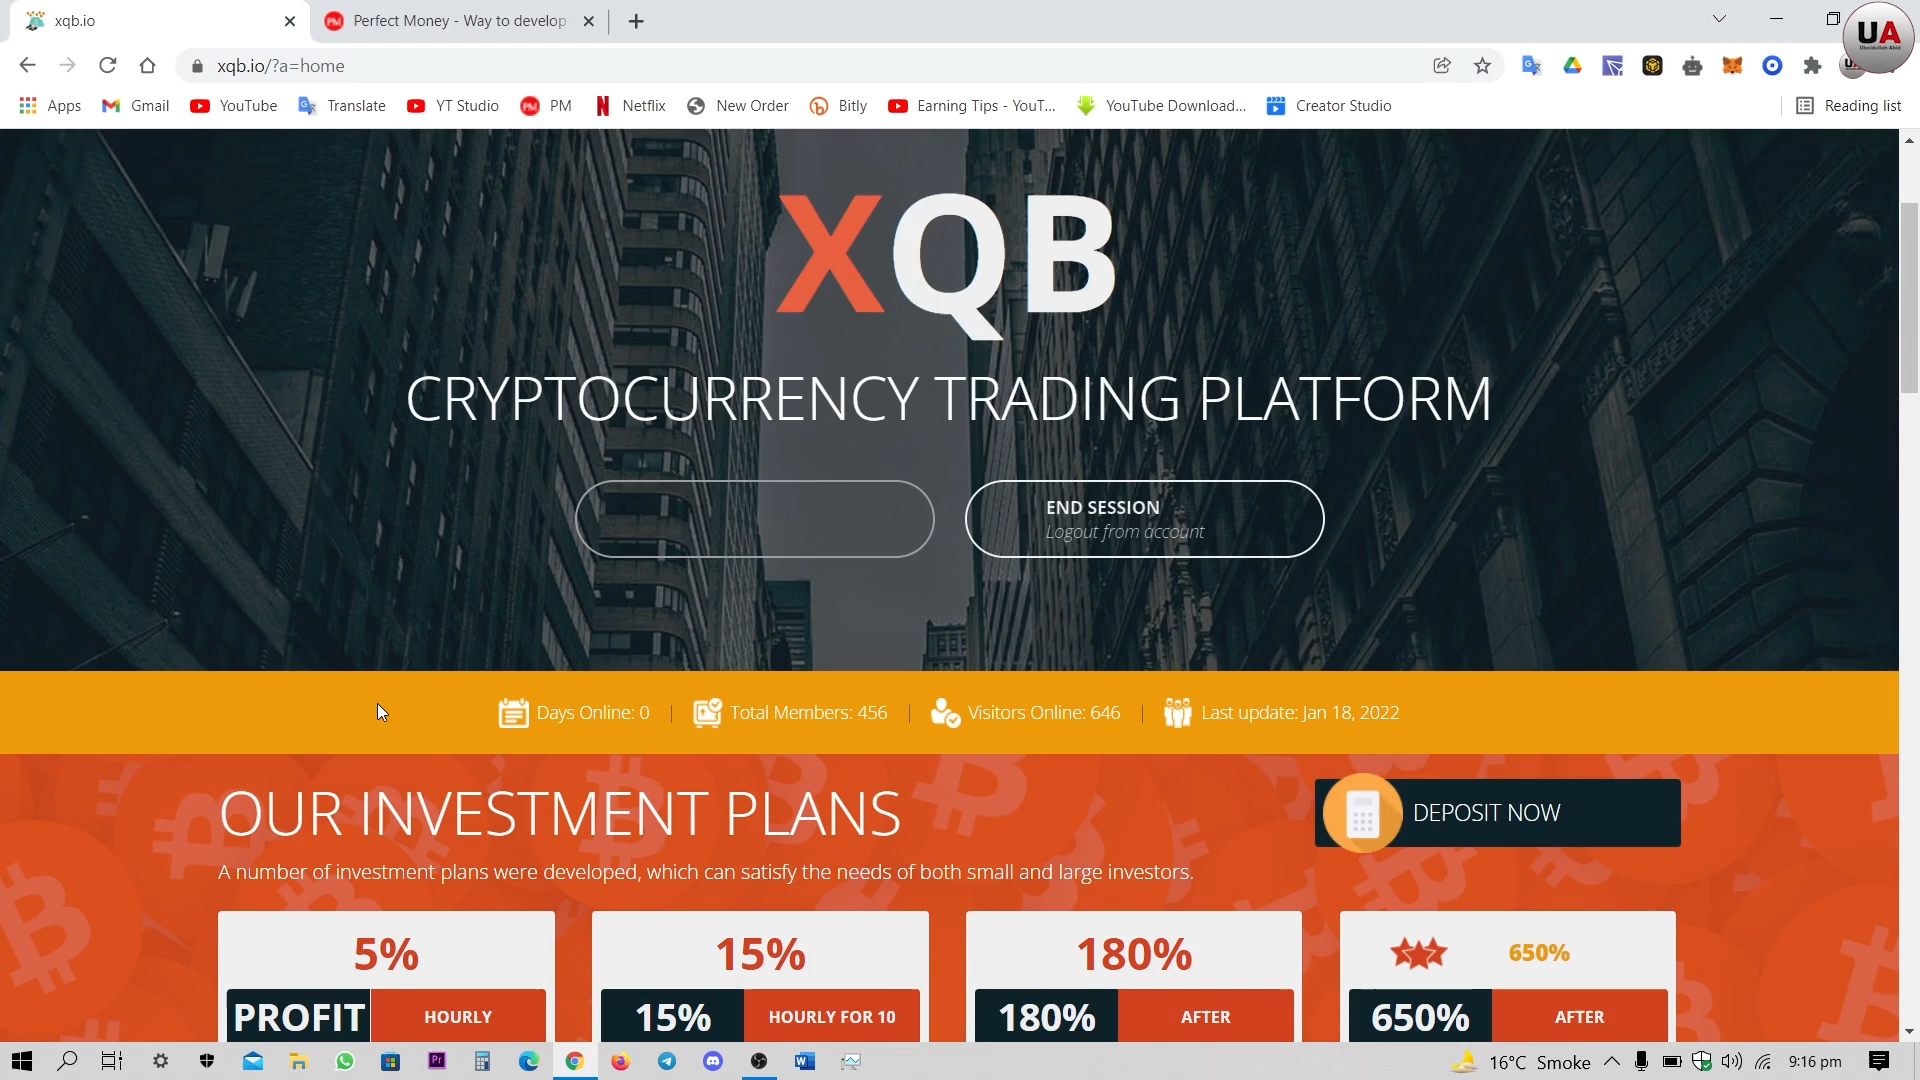 xqb.io
Perfect Money - Way to develop
UA
Ubaidullah Abid
xqb.io/?a=home
Apps
Gmail
YouTube
Translate
YT Studio
PM
Netflix
New Order
Bitly
Earning Tips - YouT...
YouTube Download...
Creator Studio
Reading list
XQB
CRYPTOCURRENCY TRADING PLATFORM
END SESSION
Logout from account
Days Online: 0
Total Members: 456
Visitors Online: 646
Last update: Jan 18, 2022
OUR INVESTMENT PLANS
DEPOSIT NOW
A number of investment plans were developed, which can satisfy the needs of both small and large investors.
5%
PROFIT
HOURLY
15%
15%
HOURLY FOR 10
180%
180%
AFTER
650%
650%
AFTER
16°C Smoke
9:16 pm